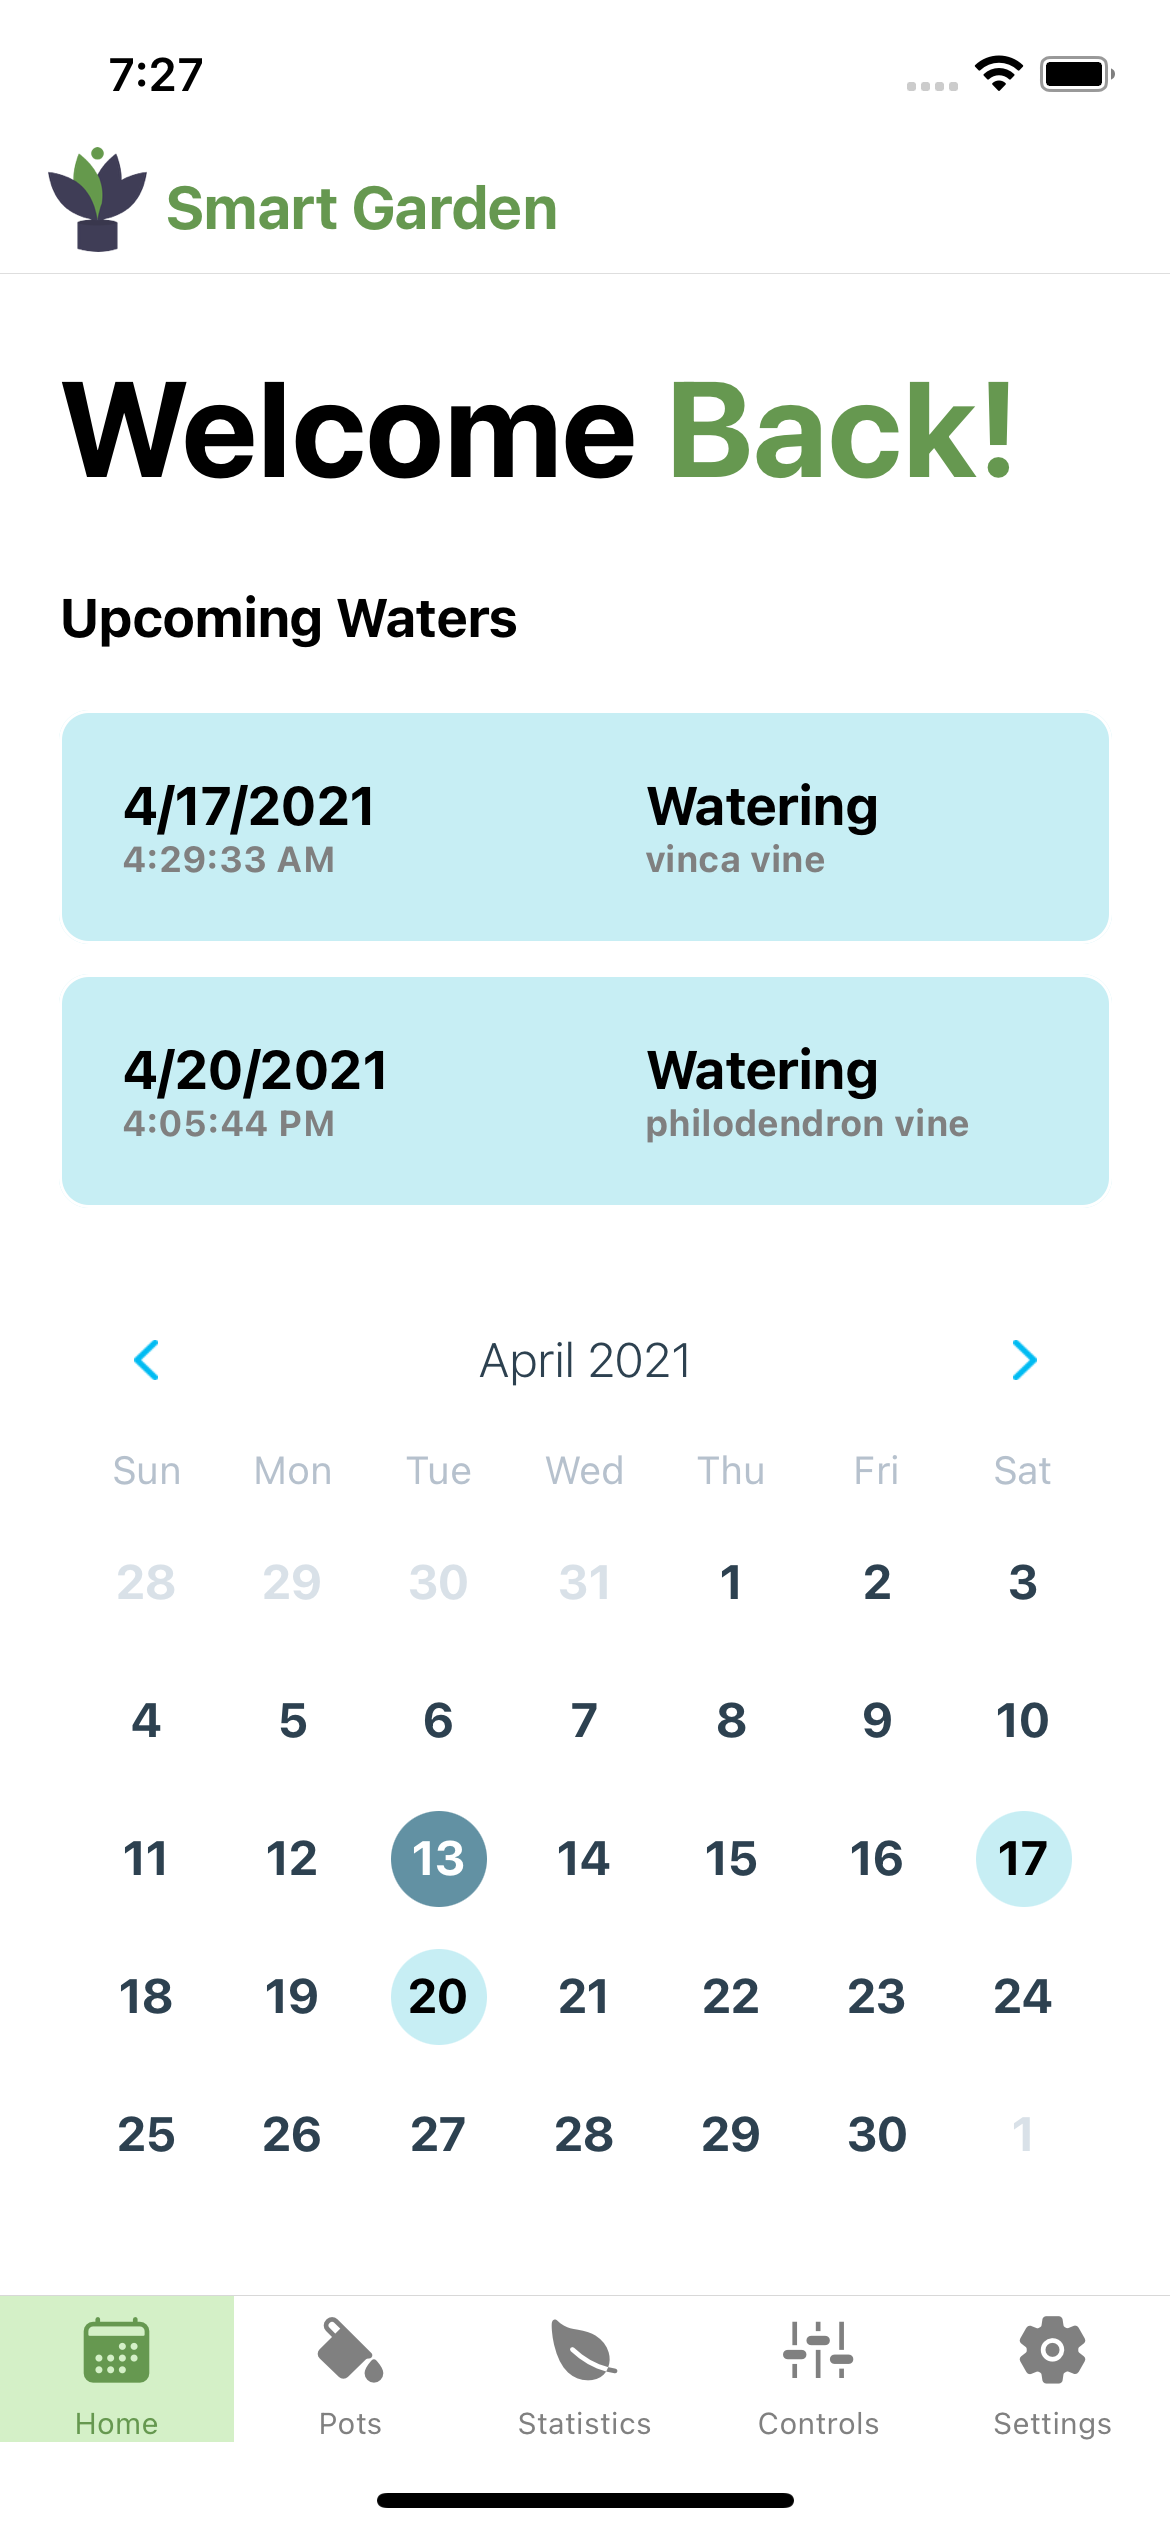 7:27
Smart Garden
Welcome Back!
Upcoming Waters
4/17/2021 Watering
4:29:33 AM vinca vine
4/20/2021 Watering
4:05:44 PM philodendron vine
April 2021
Sun Mon Tue Wed Thu Fri Sat
28 29 30 31 1 2 3
4 5 6 7 8 9 10
11 12 13 14 15 16 17
18 19 20 21 22 23 24
25 26 27 28 29 30 1
Home Pots Statistics Controls Settings